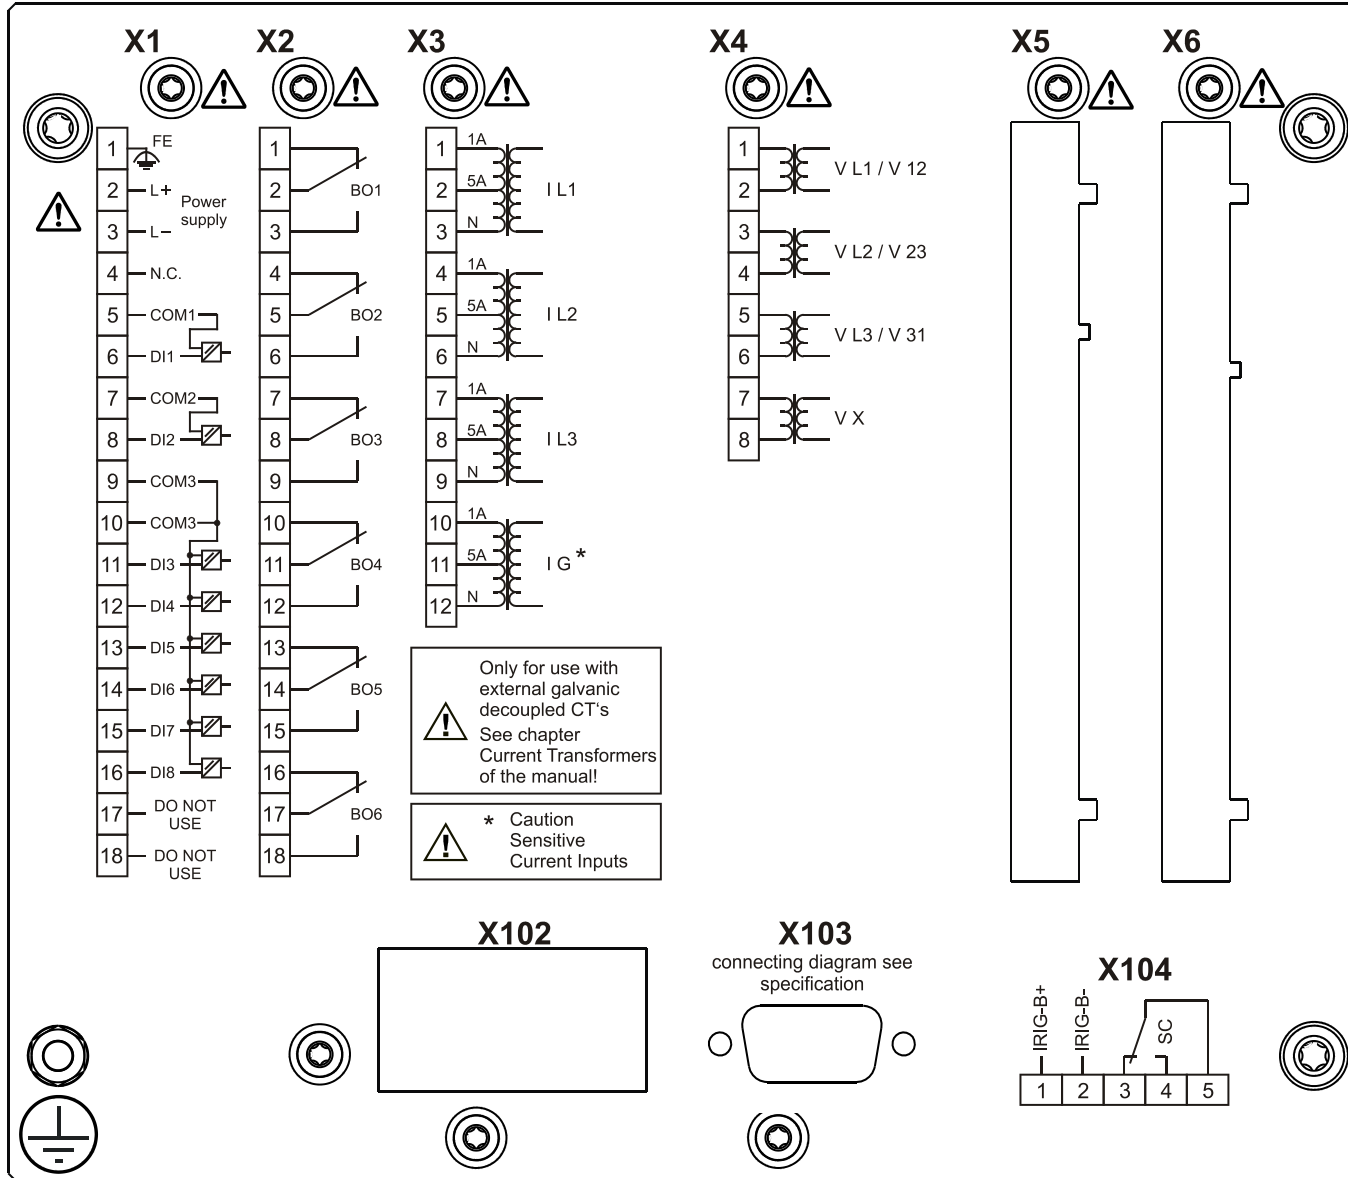 X1
X2
X3
X4
X5
X6
1
FE
2
L+
Power
supply
3
L−
4
N.C.
5
COM1
6
DI1
7
COM2
8
DI2
9
COM3
10
COM3
11
DI3
12
DI4
13
DI5
14
DI6
15
DI7
16
DI8
17
DO NOT
USE
18
DO NOT
USE
1
2
BO1
3
4
5
BO2
6
7
8
BO3
9
10
11
BO4
12
13
14
BO5
15
16
17
BO6
18
1
1A
2
5A
I L1
3
N
4
1A
5
5A
I L2
6
N
7
1A
8
5A
I L3
9
N
10
1A
11
5A
I G*
12
N
Only for use with
external galvanic
decoupled CT‘s
See chapter
Current Transformers
of the manual!
* Caution
Sensitive
Current Inputs
1
V L1 / V 12
2
3
V L2 / V 23
4
5
V L3 / V 31
6
7
V X
8
X102
X103
connecting diagram see
specification
X104
IRIG-B+
IRIG-B-
SC
1 2 3 4 5